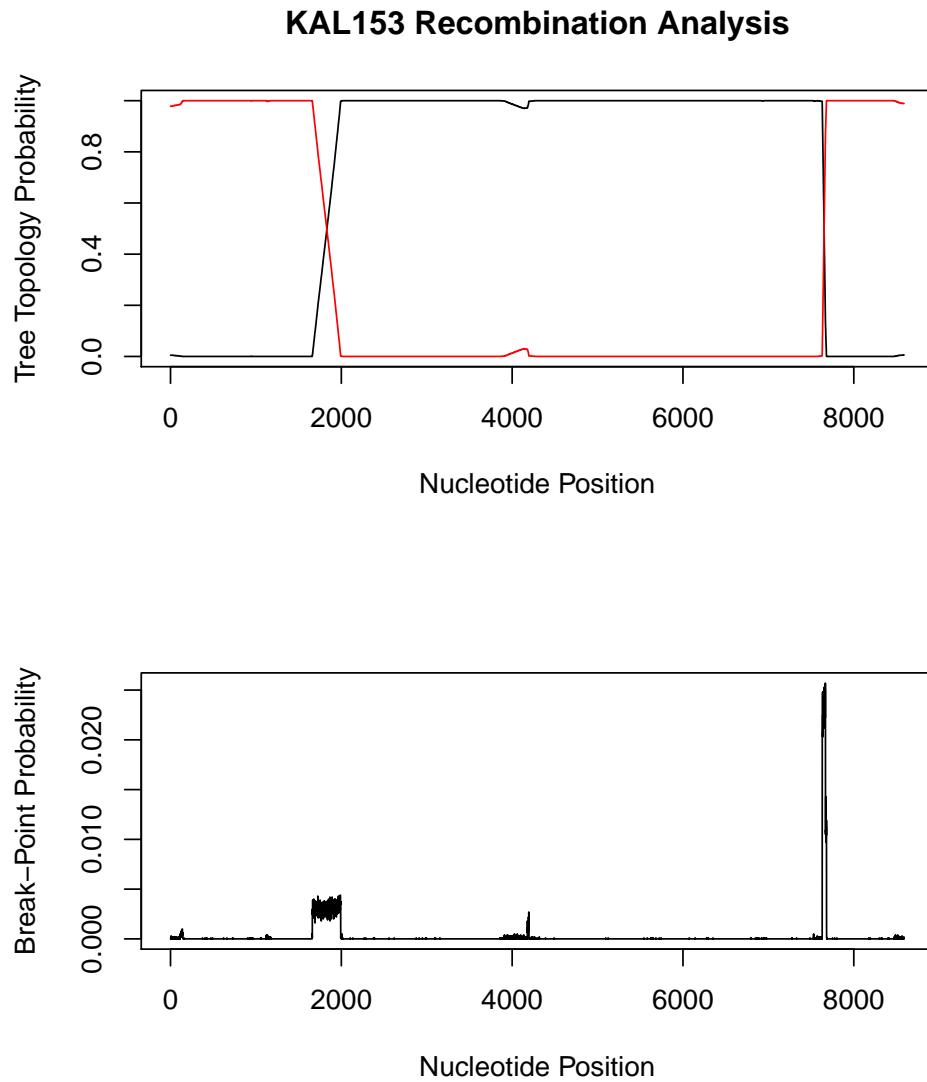 KAL153 Recombination Analysis
Tree Topology Probability
0.8
0.4
0.0
0 2000 4000 6000 8000
Nucleotide Position
Break−Point Probability
0.020
0.010
0.000
0 2000 4000 6000 8000
Nucleotide Position